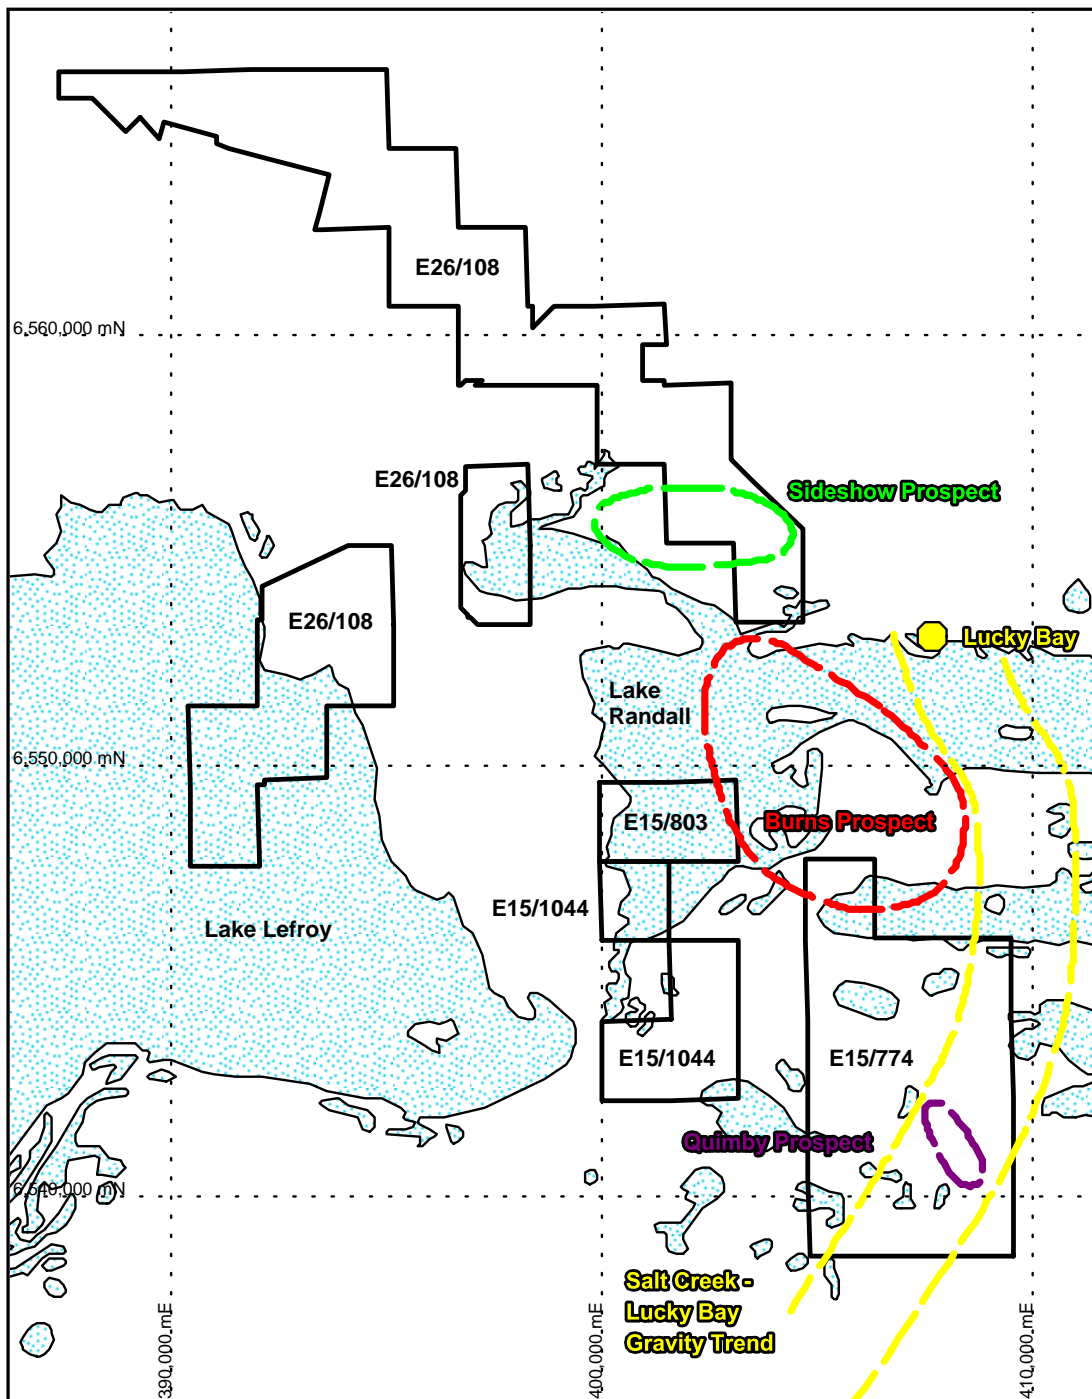 E26/108
6,560,000 mN
E26/108
Sideshow Prospect
E26/108
Lucky Bay
Lake
Randall
6,550,000 mN
E15/803
Burns Prospect
E15/1044
Lake Lefroy
E15/1044
E15/774
Quimby Prospect
6,540,000 mN
Salt Creek -
Lucky Bay
Gravity Trend
390,000 mE
400,000 mE
410,000 mE